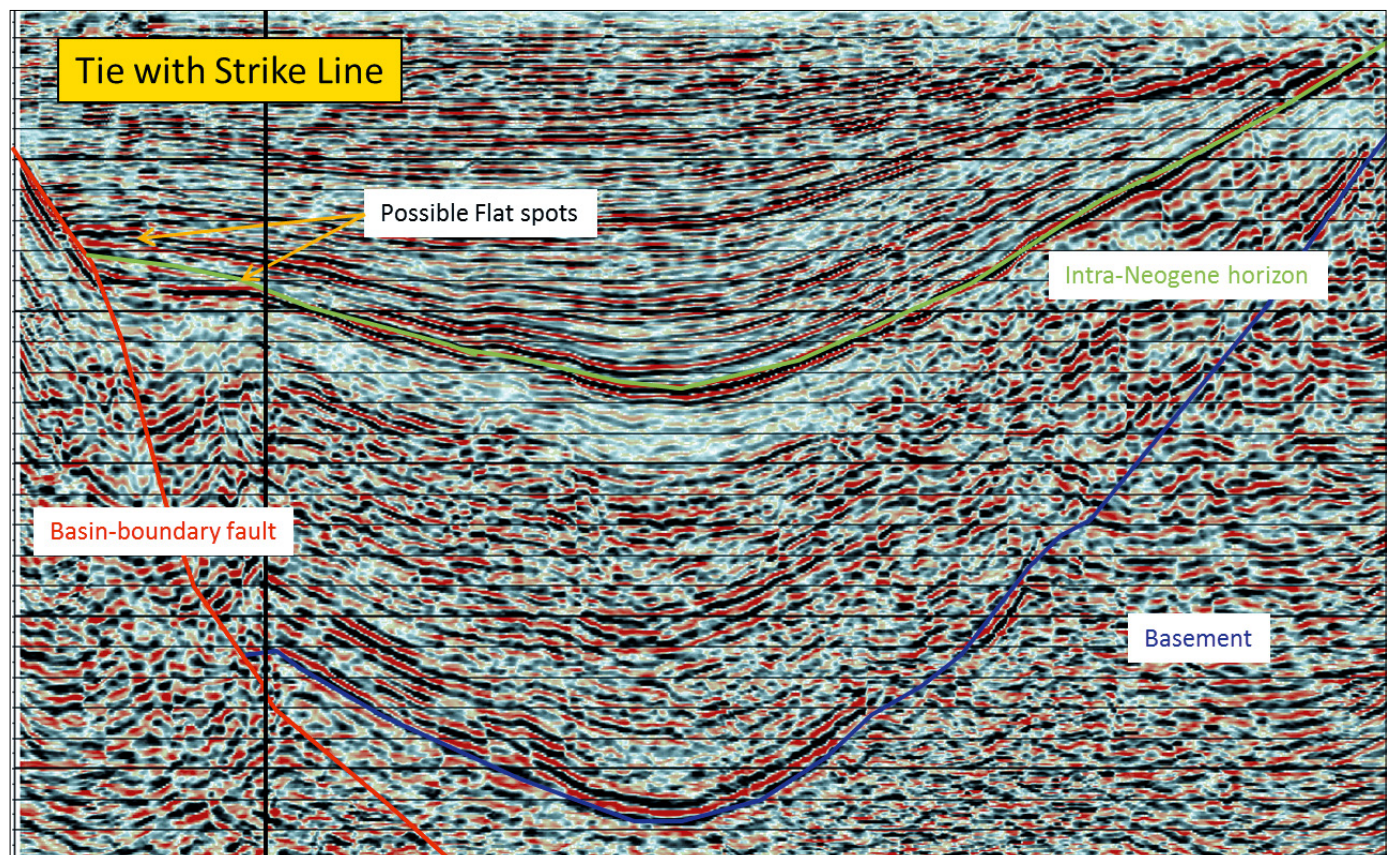 Tie with Strike Line
Possible Flat spots
Intra-Neogene horizon
Basin-boundary fault
Basement